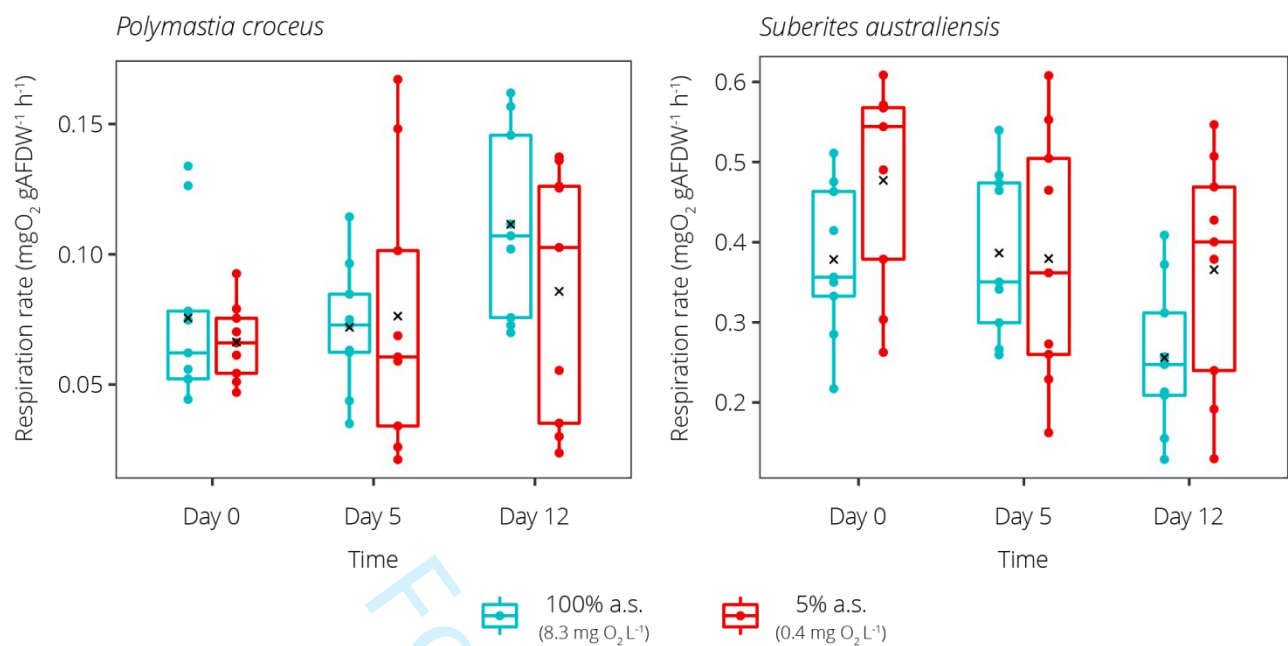 Polymastia croceus
Suberites australiensis
Respiration rate (mgO₂ gAFDW⁻¹ h⁻¹)
0.15
0.10
0.05
Day 0
Day 5
Day 12
Time
Respiration rate (mgO₂ gAFDW⁻¹ h⁻¹)
0.6
0.5
0.4
0.3
0.2
Day 0
Day 5
Day 12
Time
100% a.s.
(8.3 mg O₂ L⁻¹)
5% a.s.
(0.4 mg O₂ L⁻¹)